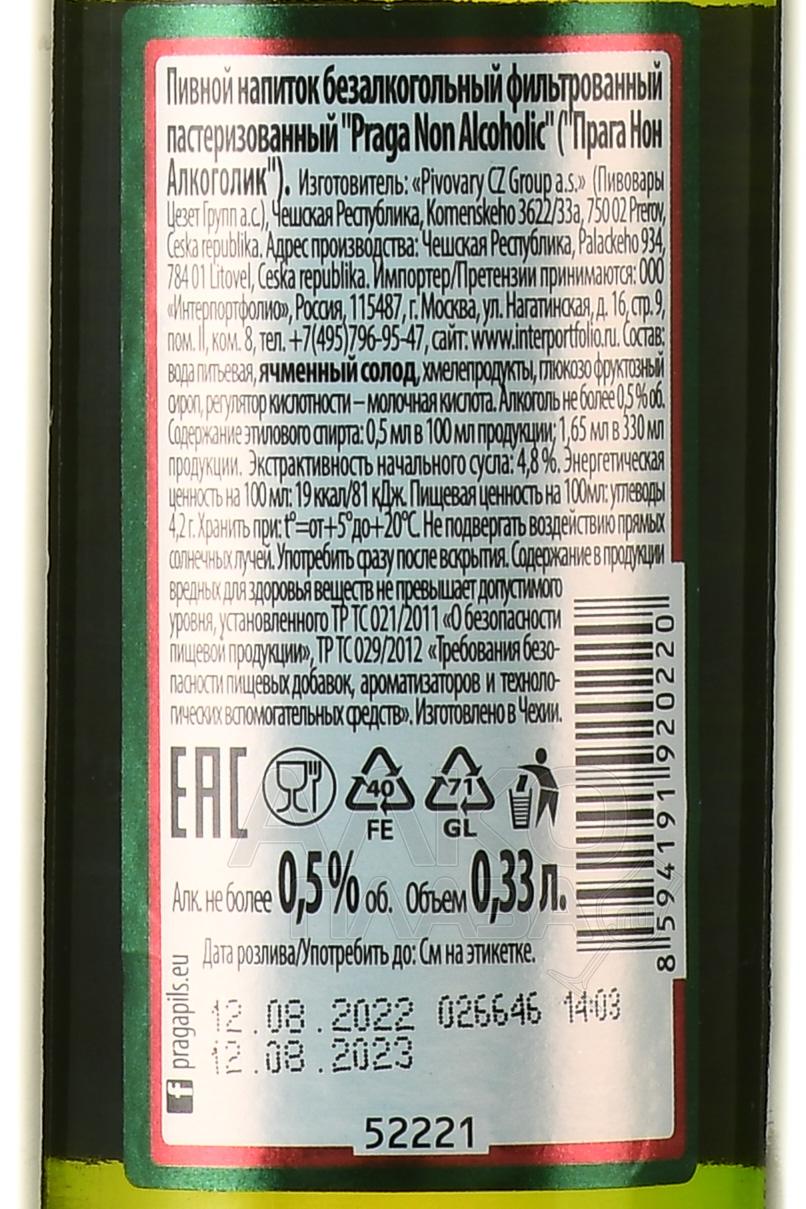 Пивной напиток безалкогольный фильтрованный
пастеризованный "Praga Non Alcoholic" ("Прага Нон
Алкоголик"). Изготовитель: «Pivovary CZ Group a.s.» (Пивовары
Цезет Групп а.с.), Чешская Республика, Komenskeho 3622/33a, 750 02 Prerov,
Ceska republika. Адрес производства: Чешская Республика, Palackeho 934,
784 01 Litovel, Ceska republika. Импортер/Претензии принимаются: ООО
«Интерпортфолио», Россия, 115487, г. Москва, ул. Нагатинская, д. 16, стр. 9,
пом. II, ком. 8, тел. +7(495)796-95-47, сайт: www.interportfolio.ru. Состав:
вода питьевая, ячменный солод, хмелепродукты, глюкозо фруктозный
сироп, регулятор кислотности – молочная кислота. Алкоголь не более 0,5 % об.
Содержание этилового спирта: 0,5 мл в 100 мл продукции; 1,65 мл в 330 мл
продукции. Экстрактивность начального сусла: 4,8 %. Энергетическая
ценность на 100 мл: 19 ккал/81 кДж. Пищевая ценность на 100мл: углеводы
4,2 г. Хранить при: t°=от+5°до+20°С. Не подвергать воздействию прямых
солнечных лучей. Употребить сразу после вскрытия. Содержание в продукции
вредных для здоровья веществ не превышает допустимого
уровня, установленного ТР ТС 021/2011 «О безопасности
пищевой продукции», ТР ТС 029/2012 «Требования безо-
пасности пищевых добавок, ароматизаторов и техноло-
гических вспомогательных средств». Изготовлено в Чехии.
EAC
40
FE
71
GL
Алк. не более 0,5% об. Объем 0,33 л.
8594191920220
Дата розлива/Употребить до: См на этикетке.
12.08.2022 026646 14:03
12.08.2023
f pragapils.eu
52221
АЛКО
ПЛАЗА